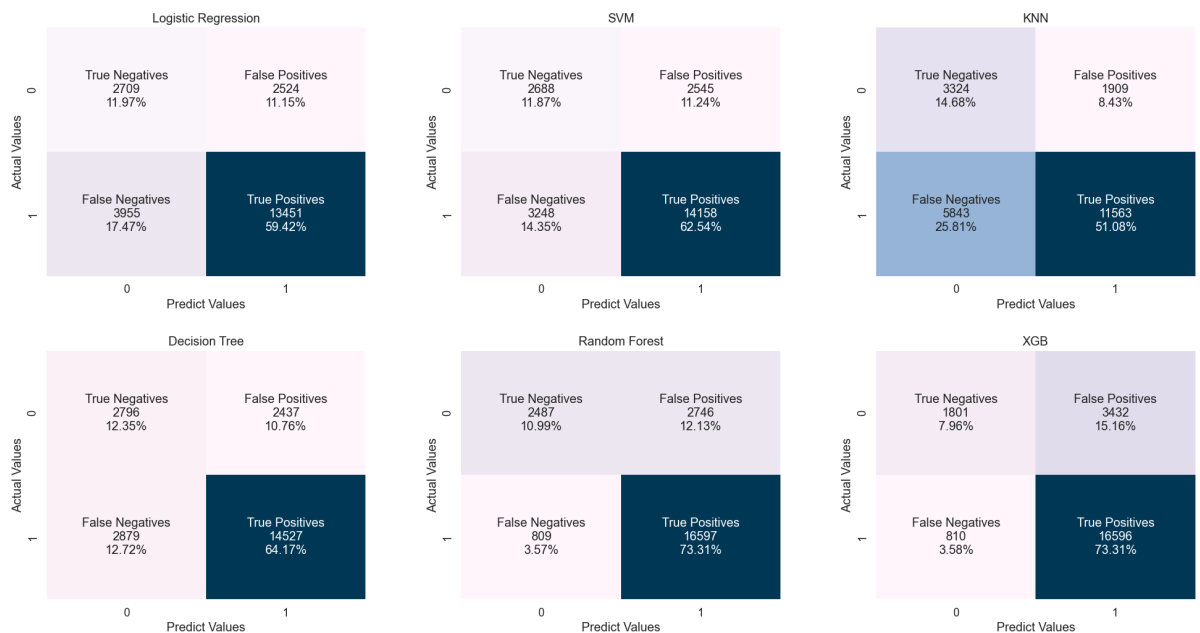 Logistic Regression
True Negatives
2709
11.97%
False Positives
2524
11.15%
False Negatives
3955
17.47%
True Positives
13451
59.42%
0
1
Actual Values
0
1
Predict Values
SVM
True Negatives
2688
11.87%
False Positives
2545
11.24%
False Negatives
3248
14.35%
True Positives
14158
62.54%
0
1
Actual Values
0
1
Predict Values
KNN
True Negatives
3324
14.68%
False Positives
1909
8.43%
False Negatives
5843
25.81%
True Positives
11563
51.08%
0
1
Actual Values
0
1
Predict Values
Decision Tree
True Negatives
2796
12.35%
False Positives
2437
10.76%
False Negatives
2879
12.72%
True Positives
14527
64.17%
0
1
Actual Values
0
1
Predict Values
Random Forest
True Negatives
2487
10.99%
False Positives
2746
12.13%
False Negatives
809
3.57%
True Positives
16597
73.31%
0
1
Actual Values
0
1
Predict Values
XGB
True Negatives
1801
7.96%
False Positives
3432
15.16%
False Negatives
810
3.58%
True Positives
16596
73.31%
0
1
Actual Values
0
1
Predict Values